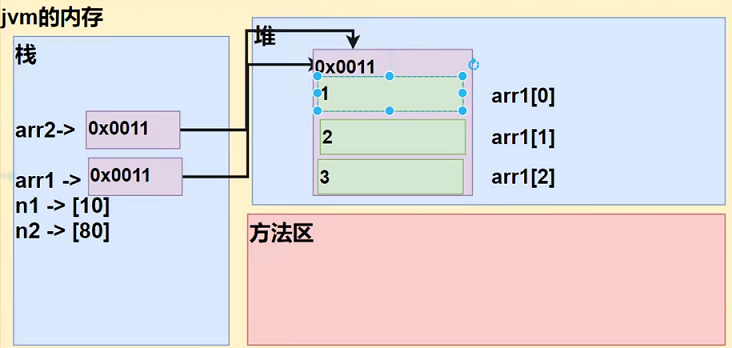 jvm的内存
栈
堆
0x0011
1
arr1[0]
arr2->
0x0011
2
arr1[1]
arr1 ->
0x0011
3
arr1[2]
n1 -> [10]
n2 -> [80]
方法区